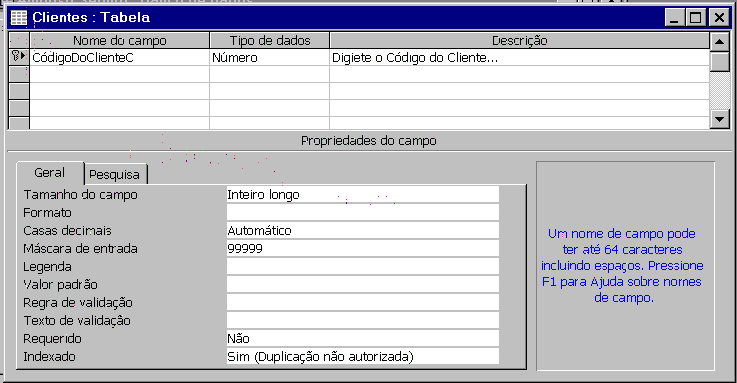 Clientes : Tabela
Nome do campo Tipo de dados Descrição
CódigoDoClienteC Número Digiete o Código do Cliente...
Propriedades do campo
Geral Pesquisa
Tamanho do campo Inteiro longo
Formato
Casas decimais Automático
Máscara de entrada 99999
Legenda
Valor padrão
Regra de validação
Texto de validação
Requerido Não
Indexado Sim (Duplicação não autorizada)
Um nome de campo pode
ter até 64 caracteres
incluindo espaços. Pressione
F1 para Ajuda sobre nomes
de campo.